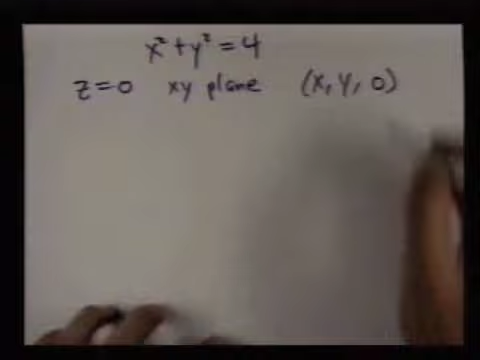 x² + y² = 4
z = 0 xy plane (x, y, 0)